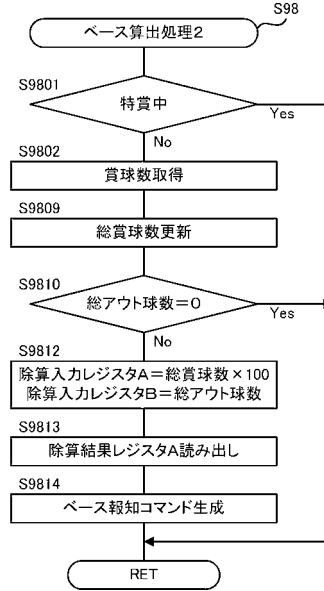 S98
ベース算出処理2
S9801
特賞中
Yes
No
S9802
賞球数取得
S9809
総賞球数更新
S9810
総アウト球数=0
Yes
No
S9812
除算入力レジスタA=総賞球数×100
除算入力レジスタB=総アウト球数
S9813
除算結果レジスタA読み出し
S9814
ベース報知コマンド生成
RET